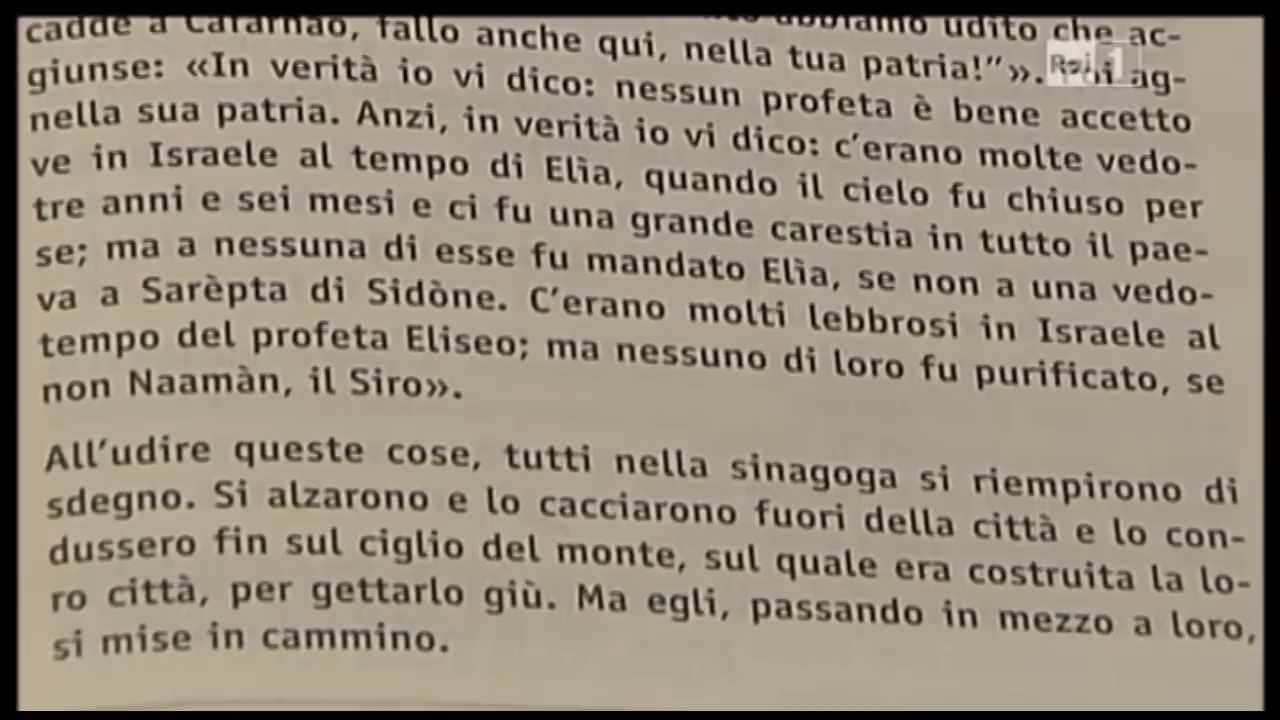 abbiamo udito che ac-
cadde a Cafarnao, fallo anche qui, nella tua patria!”». Poi ag-
giunse: «In verità io vi dico: nessun profeta è bene accetto
nella sua patria. Anzi, in verità io vi dico: c’erano molte vedo-
ve in Israele al tempo di Elìa, quando il cielo fu chiuso per
tre anni e sei mesi e ci fu una grande carestia in tutto il pae-
se; ma a nessuna di esse fu mandato Elìa, se non a una vedo-
va a Sarèpta di Sidòne. C’erano molti lebbrosi in Israele al
tempo del profeta Eliseo; ma nessuno di loro fu purificato, se
non Naamàn, il Siro».
All’udire queste cose, tutti nella sinagoga si riempirono di
sdegno. Si alzarono e lo cacciarono fuori della città e lo con-
dussero fin sul ciglio del monte, sul quale era costruita la lo-
ro città, per gettarlo giù. Ma egli, passando in mezzo a loro,
si mise in cammino.
Rai 1